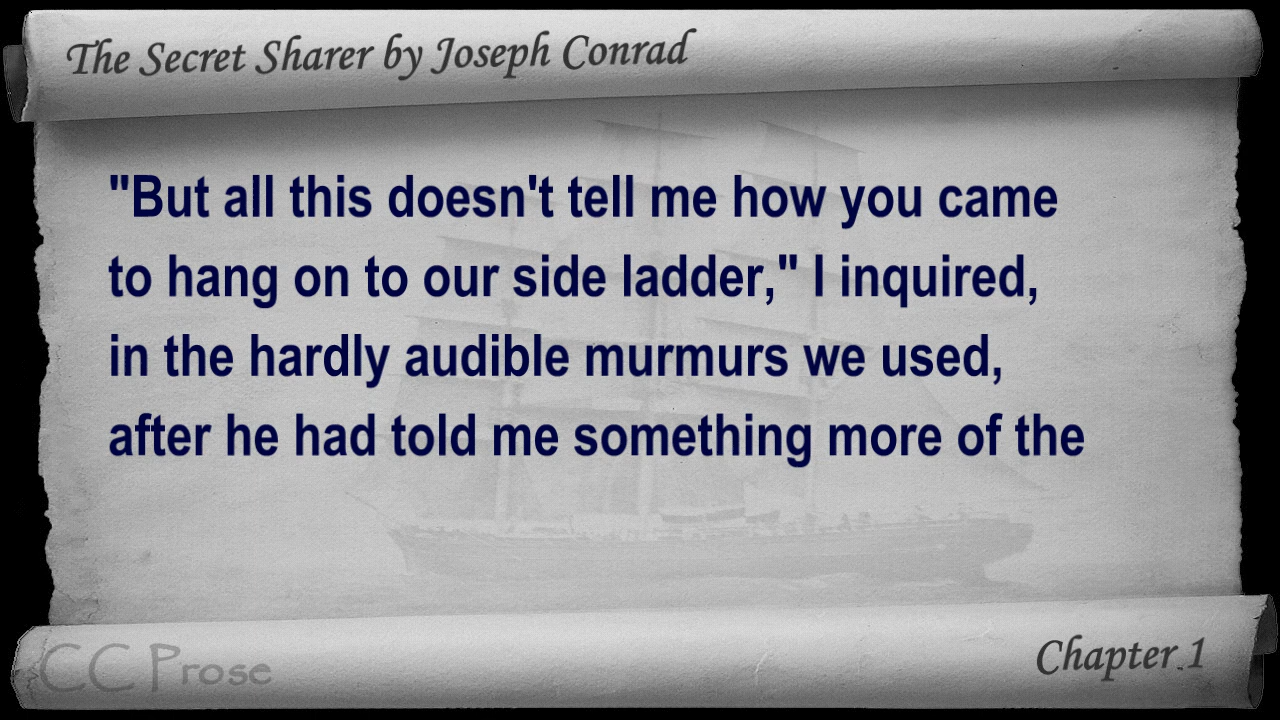 The Secret Sharer by Joseph Conrad
"But all this doesn't tell me how you came
to hang on to our side ladder," I inquired,
in the hardly audible murmurs we used,
after he had told me something more of the
CC Prose
Chapter 1